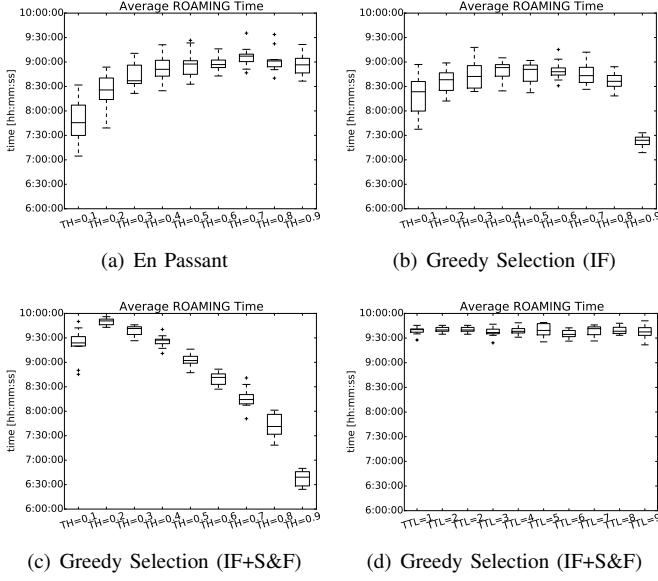 Average ROAMING Time
10:00:00
9:30:00
9:00:00
8:30:00
8:00:00
7:30:00
7:00:00
6:30:00
6:00:00
time [hh:mm:ss]
TH=0.1 TH=0.2 TH=0.3 TH=0.4 TH=0.5 TH=0.6 TH=0.7 TH=0.8 TH=0.9
(a) En Passant
Average ROAMING Time
10:00:00
9:30:00
9:00:00
8:30:00
8:00:00
7:30:00
7:00:00
6:30:00
6:00:00
time [hh:mm:ss]
TH=0.1 TH=0.2 TH=0.3 TH=0.4 TH=0.5 TH=0.6 TH=0.7 TH=0.8 TH=0.9
(b) Greedy Selection (IF)
Average ROAMING Time
10:00:00
9:30:00
9:00:00
8:30:00
8:00:00
7:30:00
7:00:00
6:30:00
6:00:00
time [hh:mm:ss]
TH=0.1 TH=0.2 TH=0.3 TH=0.4 TH=0.5 TH=0.6 TH=0.7 TH=0.8 TH=0.9
(c) Greedy Selection (IF+S&F)
Average ROAMING Time
10:00:00
9:30:00
9:00:00
8:30:00
8:00:00
7:30:00
7:00:00
6:30:00
6:00:00
time [hh:mm:ss]
TTL=1 TTL=2 TTL=2 TTL=4 TTL=5 TTL=6 TTL=7 TTL=8 TTL=9
(d) Greedy Selection (IF+S&F)